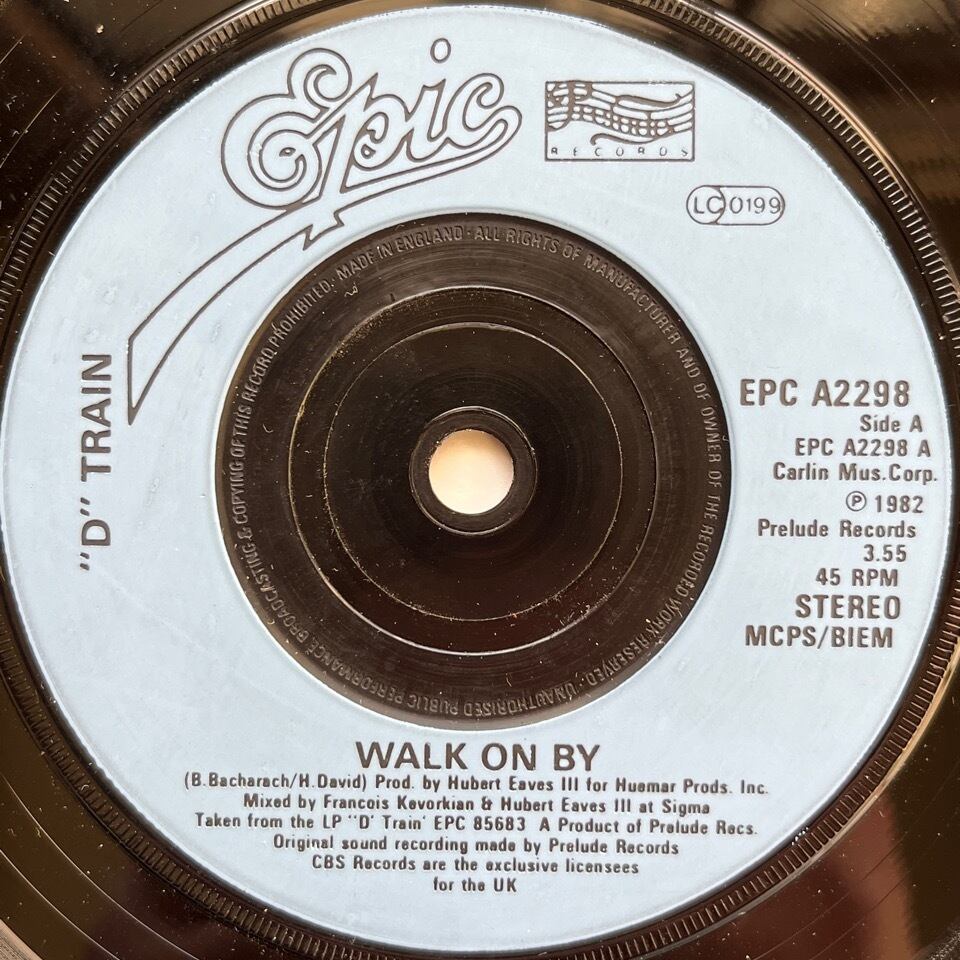 Epic
RECORDS
LC 0199
MADE IN ENGLAND · ALL RIGHTS OF MANUFACTURER AND OF OWNER OF THE RECORDED WORK RESERVED. UNAUTHORISED PUBLIC PERFORMANCE, BROADCASTING & COPYING OF THIS RECORD PROHIBITED.
"D" TRAIN
EPC A2298
Side A
EPC A2298 A
Carlin Mus.Corp.
℗ 1982
Prelude Records
3.55
45 RPM
STEREO
MCPS/BIEM
WALK ON BY
(B.Bacharach/H.David) Prod. by Hubert Eaves III for Huemar Prods. Inc.
Mixed by Francois Kevorkian & Hubert Eaves III at Sigma
Taken from the LP "D' Train' EPC 85683 A Product of Prelude Recs.
Original sound recording made by Prelude Records
CBS Records are the exclusive licensees
for the UK